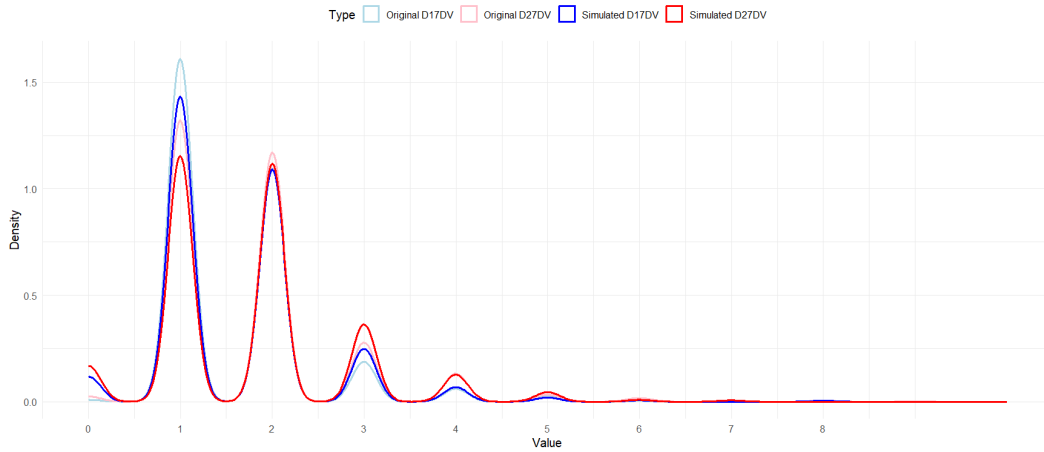 Type Original D17DV Original D27DV Simulated D17DV Simulated D27DV
1.5
1.0
0.5
0.0
Density
0 1 2 3 4 5 6 7 8
Value